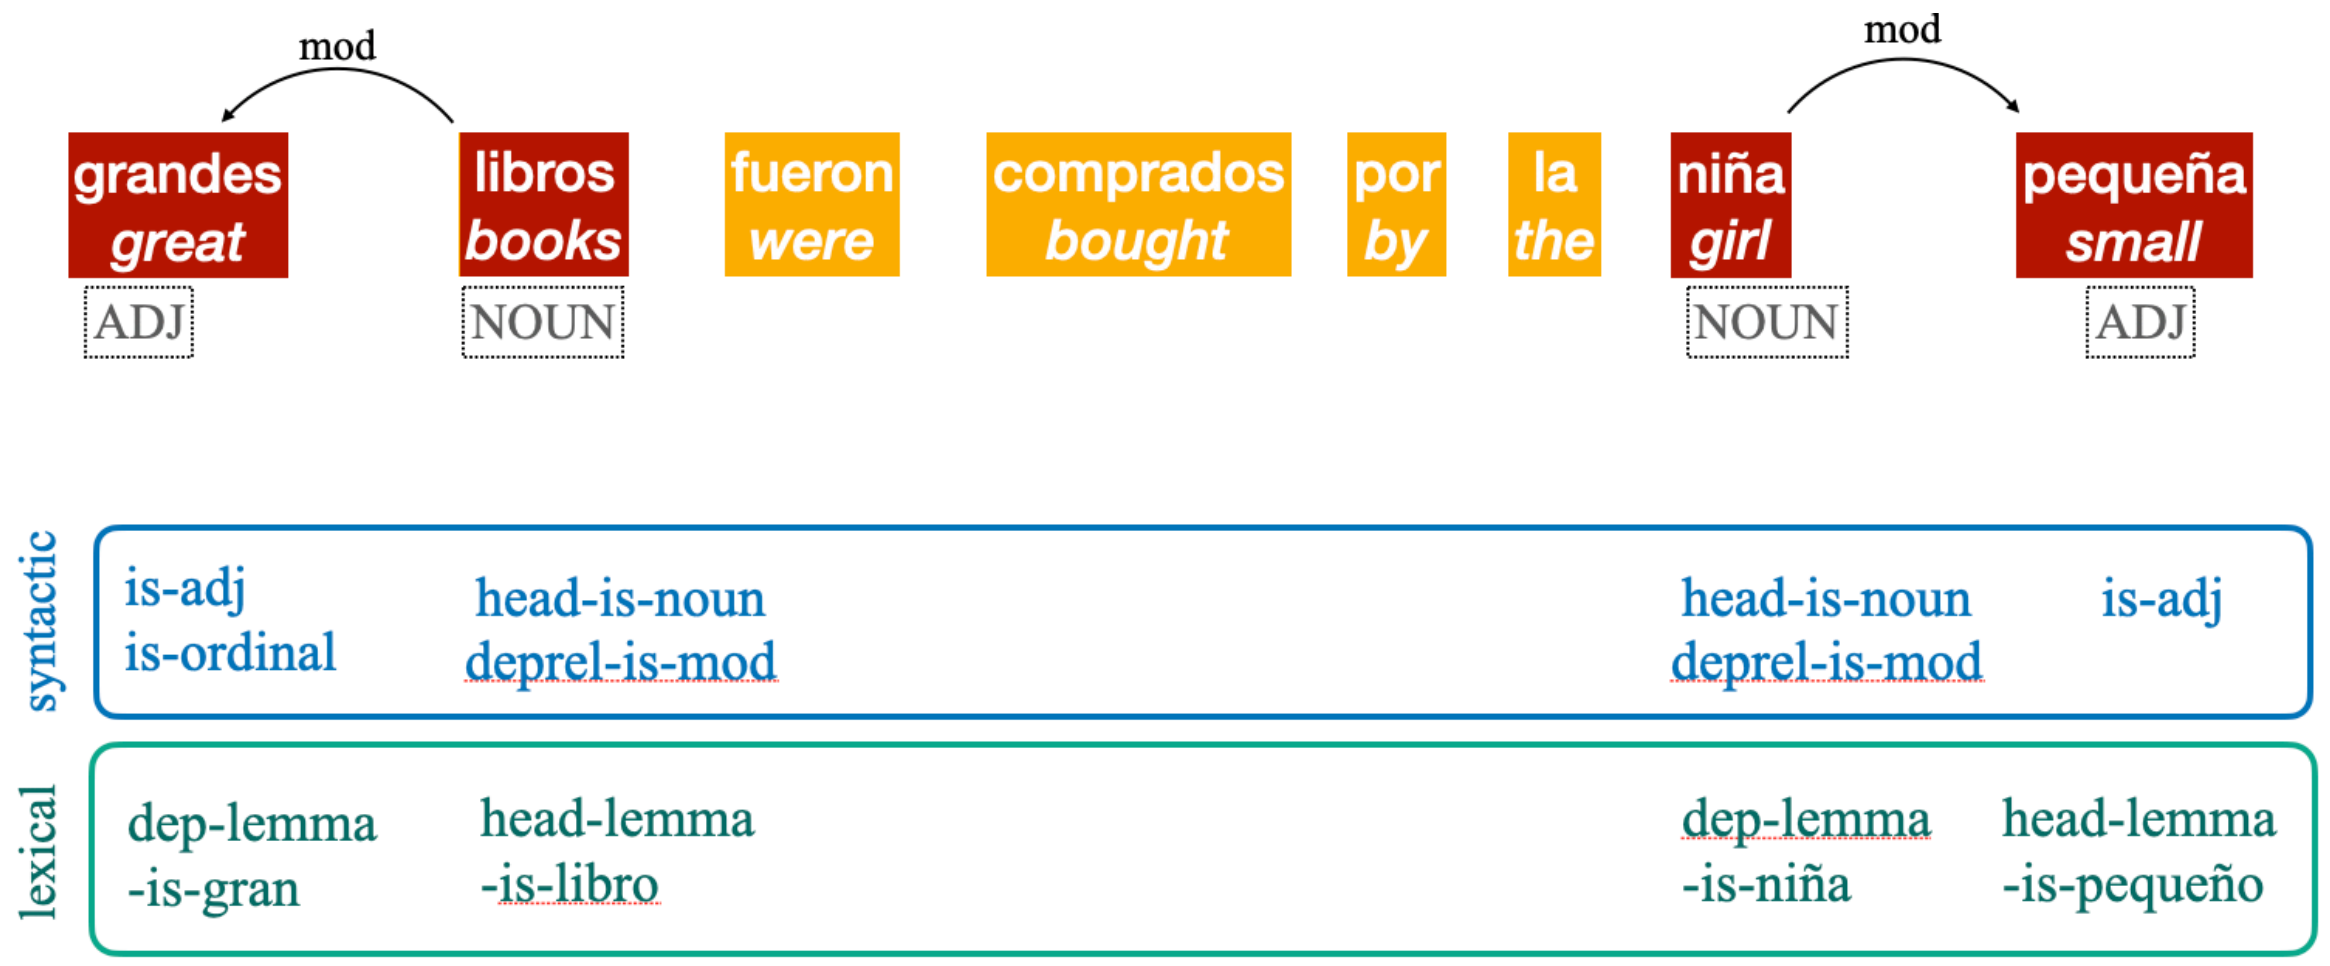 mod
mod
grandes libros fueron comprados por la niña pequeña
great books were bought by the girl small
ADJ NOUN NOUN ADJ
syntactic
is-adj head-is-noun head-is-noun is-adj
is-ordinal deprel-is-mod deprel-is-mod
lexical
dep-lemma head-lemma dep-lemma head-lemma
-is-gran -is-libro -is-niña -is-pequeño